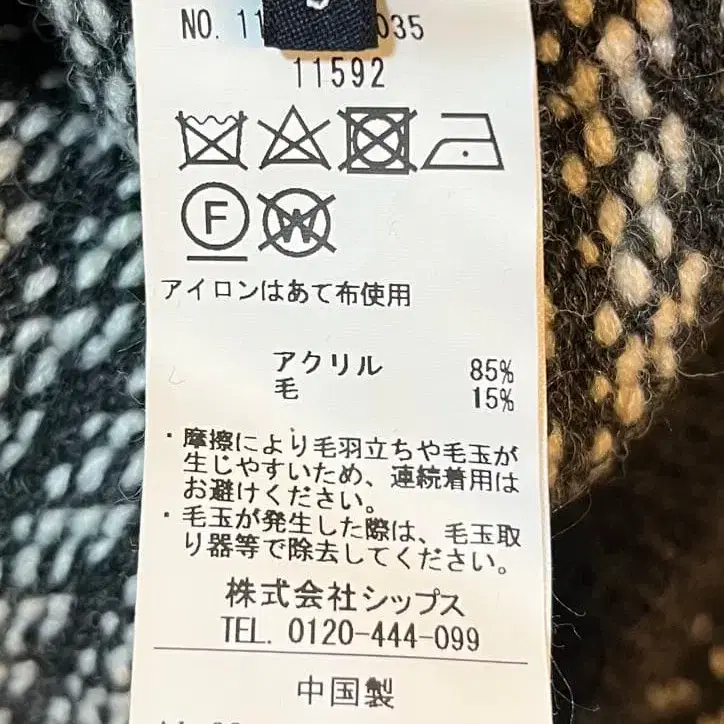 NO. 11 035
11592
F
W
アイロンはあて布使用
アクリル 85%
毛 15%
・摩擦により毛羽立ちや毛玉が
生じやすいため、連続着用は
お避けください。
・毛玉が発生した際は、毛玉取
り器等で除去してください。
株式会社シップス
TEL. 0120-444-099
中国製